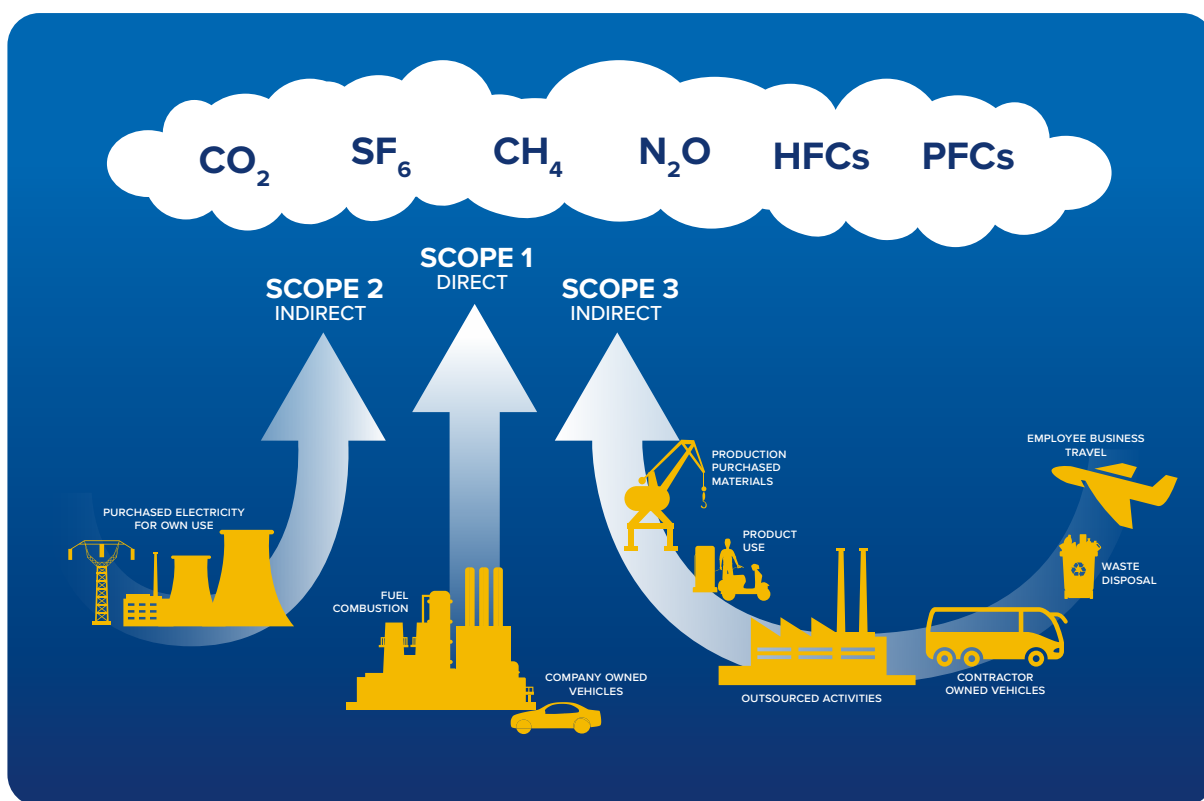 CO₂ SF₆ CH₄ N₂O HFCs PFCs
SCOPE 2
INDIRECT
SCOPE 1
DIRECT
SCOPE 3
INDIRECT
PURCHASED ELECTRICITY
FOR OWN USE
FUEL
COMBUSTION
COMPANY OWNED
VEHICLES
PRODUCTION
PURCHASED
MATERIALS
PRODUCT
USE
OUTSOURCED ACTIVITIES
CONTRACTOR
OWNED VEHICLES
WASTE
DISPOSAL
EMPLOYEE BUSINESS
TRAVEL